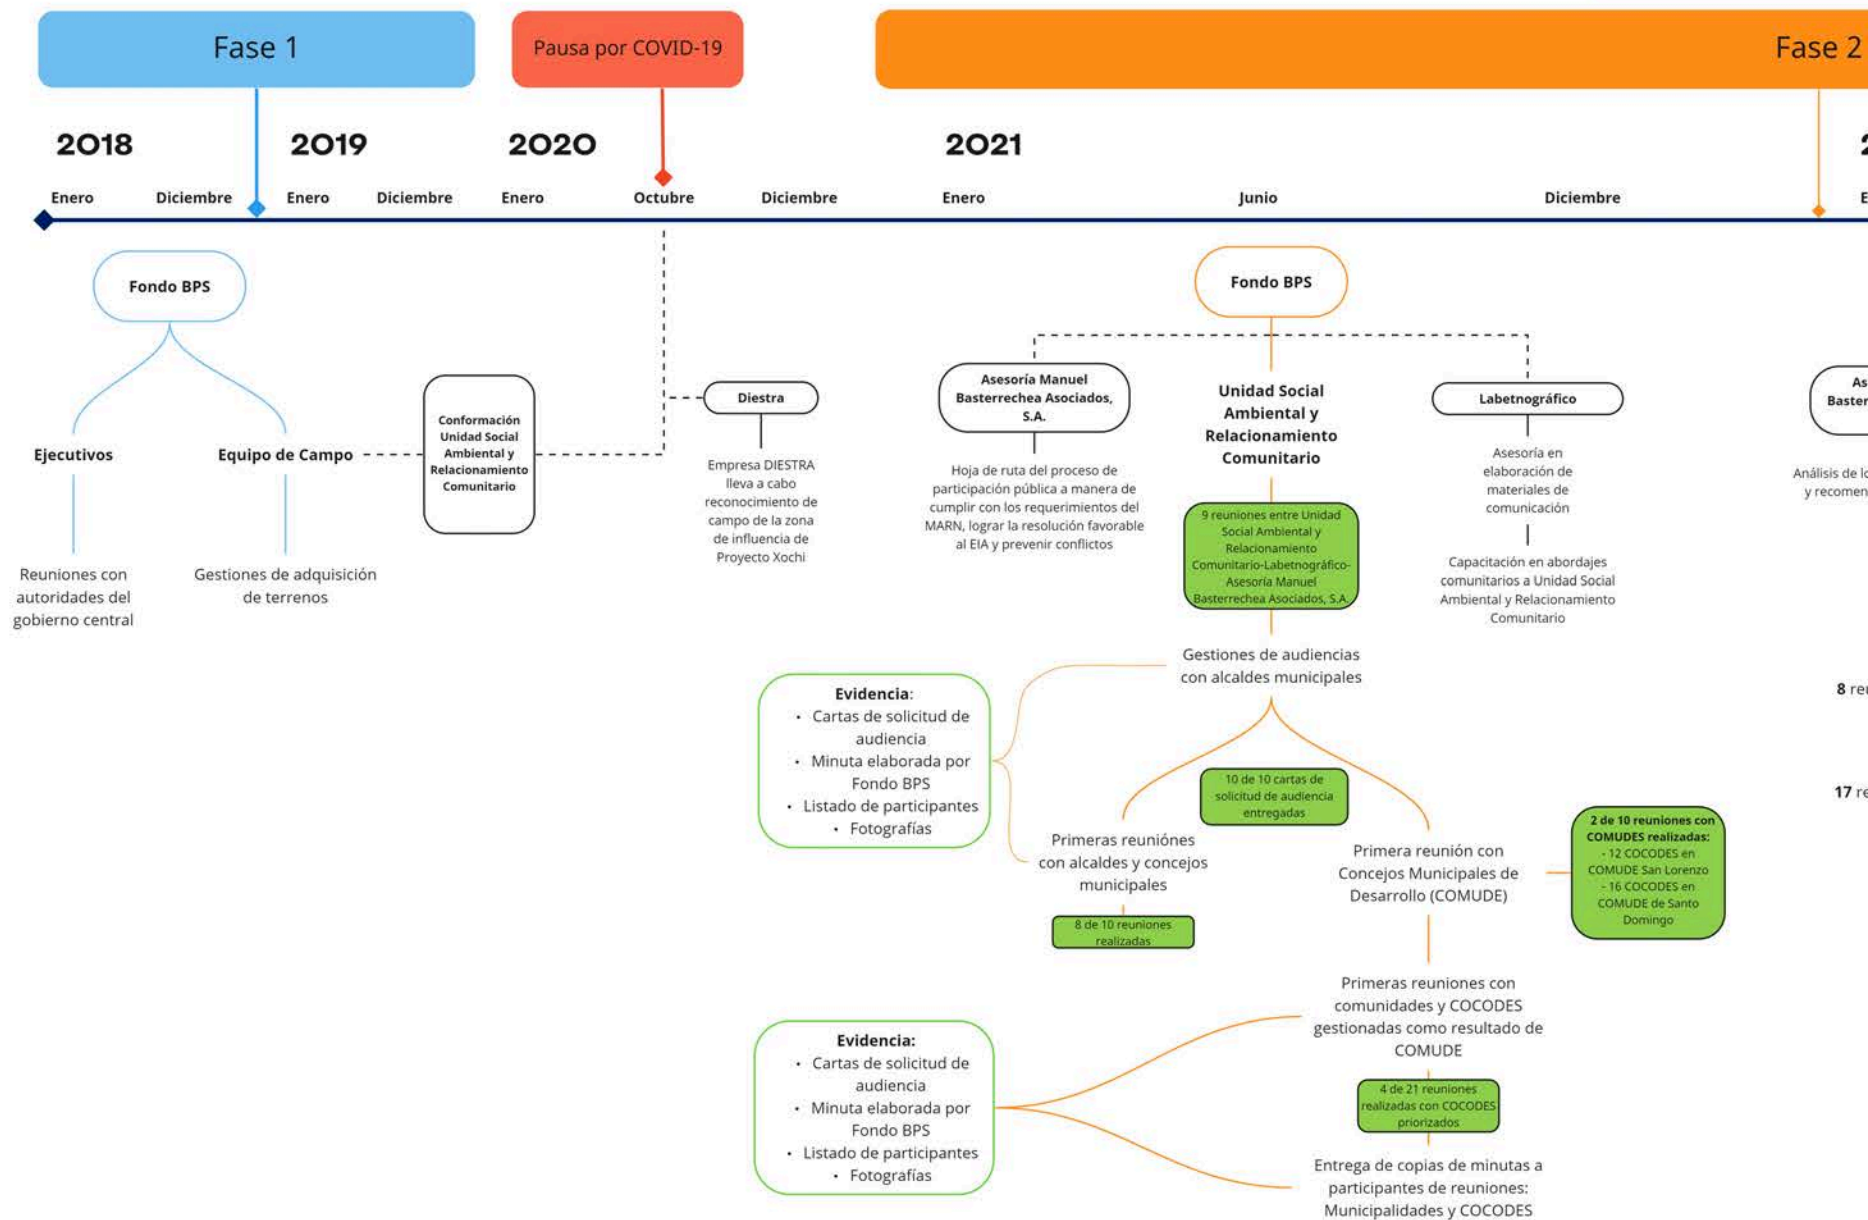 Fase 1
Pausa por COVID-19
Fase 2
2018
2019
2020
2021
Enero
Diciembre
Enero
Diciembre
Enero
Octubre
Diciembre
Enero
Junio
Diciembre
Fondo BPS
Ejecutivos
Reuniones con
autoridades del
gobierno central
Equipo de Campo
Gestiones de adquisición
de terrenos
Conformación
Unidad Social
Ambiental y
Relacionamiento
Comunitario
Diestra
Empresa DIESTRA
lleva a cabo
reconocimiento de
campo de la zona
de influencia de
Proyecto Xochi
Fondo BPS
Asesoría Manuel
Basterrechea Asociados,
S.A.
Hoja de ruta del proceso de
participación pública a manera de
cumplir con los requerimientos del
MARN, lograr la resolución favorable
al EIA y prevenir conflictos
Unidad Social
Ambiental y
Relacionamiento
Comunitario
9 reuniones entre Unidad
Social Ambiental y
Relacionamiento
Comunitario-Labetnográfico-
Asesoría Manuel
Basterrechea Asociados, S.A.
Labetnográfico
Asesoría en
elaboración de
materiales de
comunicación
Capacitación en abordajes
comunitarios a Unidad Social
Ambiental y Relacionamiento
Comunitario
As
Baster
Análisis de lo
y recomen
8 reu
17 re
Gestiones de audiencias
con alcaldes municipales
Evidencia:
• Cartas de solicitud de
audiencia
• Minuta elaborada por
Fondo BPS
• Listado de participantes
• Fotografías
10 de 10 cartas de
solicitud de audiencia
entregadas
Primeras reuniónes
con alcaldes y concejos
municipales
8 de 10 reuniones
realizadas
Primera reunión con
Concejos Municipales de
Desarrollo (COMUDE)
2 de 10 reuniones con
COMUDES realizadas:
- 12 COCODES en
COMUDE San Lorenzo
- 16 COCODES en
COMUDE de Santo
Domingo
Primeras reuniones con
comunidades y COCODES
gestionadas como resultado de
COMUDE
4 de 21 reuniones
realizadas con COCODES
priorizados
Evidencia:
• Cartas de solicitud de
audiencia
• Minuta elaborada por
Fondo BPS
• Listado de participantes
• Fotografías
Entrega de copias de minutas a
participantes de reuniones:
Municipalidades y COCODES